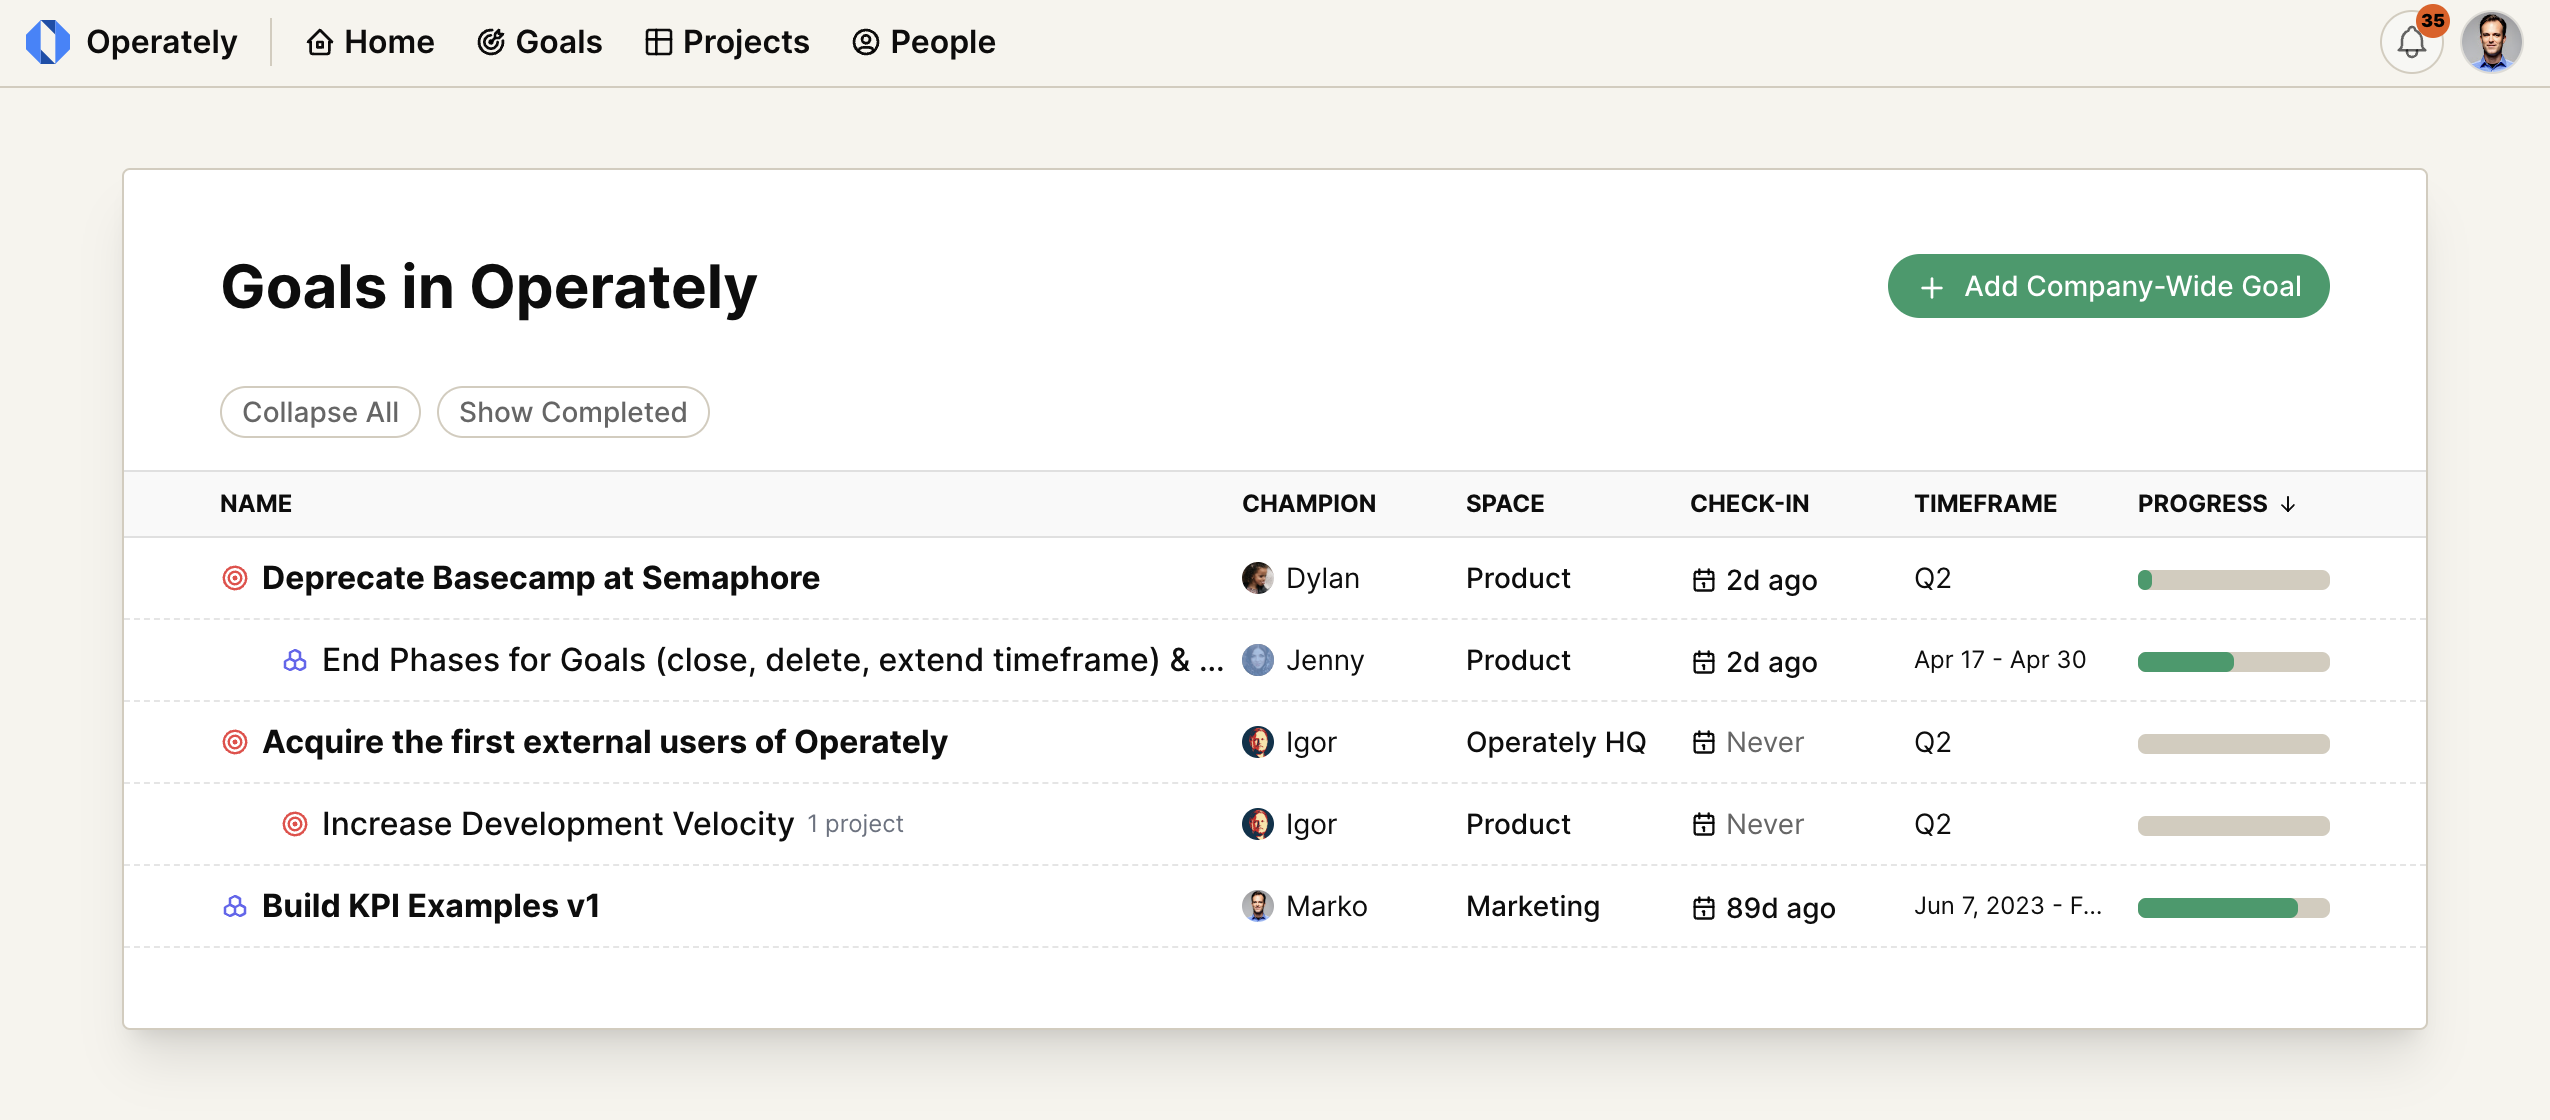 Operately Home Goals Projects People 35
Goals in Operately + Add Company-Wide Goal
Collapse All Show Completed
NAME CHAMPION SPACE CHECK-IN TIMEFRAME PROGRESS ↓
Deprecate Basecamp at Semaphore Dylan Product 2d ago Q2
End Phases for Goals (close, delete, extend timeframe) & ... Jenny Product 2d ago Apr 17 - Apr 30
Acquire the first external users of Operately Igor Operately HQ Never Q2
Increase Development Velocity 1 project Igor Product Never Q2
Build KPI Examples v1 Marko Marketing 89d ago Jun 7, 2023 - F...